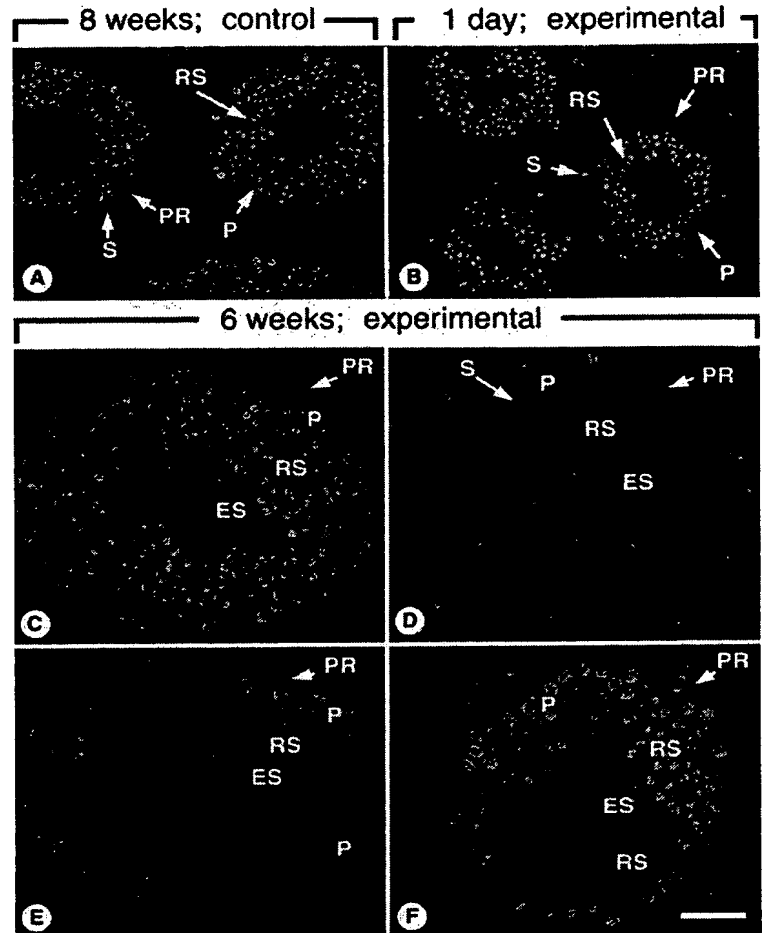 8 weeks; control
1 day; experimental
RS
PR
S
P
A
PR
RS
S
P
B
6 weeks; experimental
PR
P
RS
ES
C
S
P
PR
RS
ES
D
PR
P
RS
ES
P
E
PR
P
RS
ES
RS
F